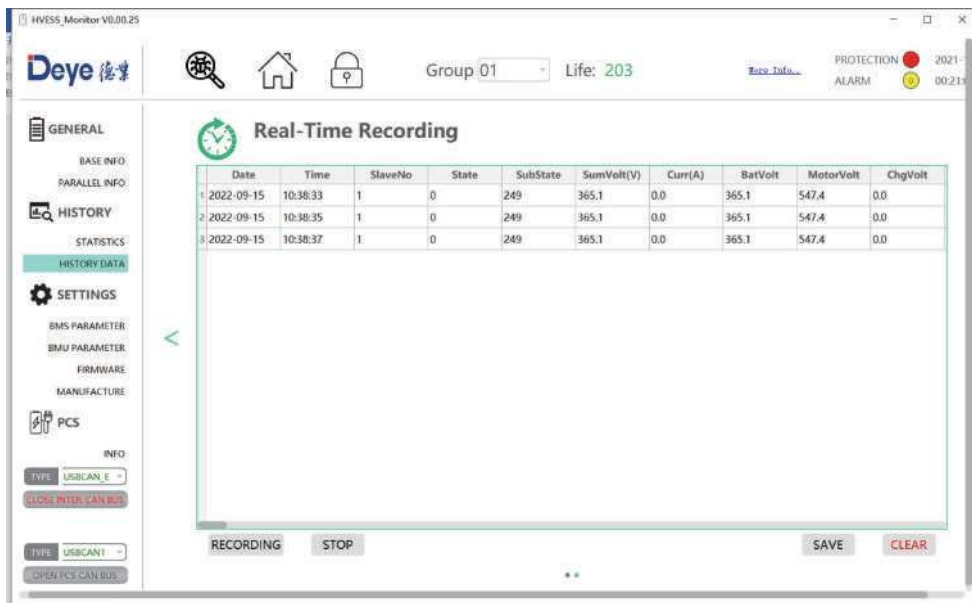 HVESS_Monitor V0.00.25
Deye 德业
Group 01
Life: 203
More Info...
PROTECTION
ALARM
2021-
00:21:
GENERAL
BASE INFO
PARALLEL INFO
HISTORY
STATISTICS
HISTORY DATA
SETTINGS
BMS PARAMETER
BMU PARAMETER
FIRMWARE
MANUFACTURE
PCS
INFO
TYPE USBCAN_E
CLOSE INTER CAN BUS
TYPE USBCAN1
OPEN PCS CAN BUS
Real-Time Recording
Date Time SlaveNo State SubState SumVolt(V) Curr(A) BatVolt MotorVolt ChgVolt
1 2022-09-15 10:38:33 1 0 249 365.1 0.0 365.1 547.4 0.0
2 2022-09-15 10:38:35 1 0 249 365.1 0.0 365.1 547.4 0.0
3 2022-09-15 10:38:37 1 0 249 365.1 0.0 365.1 547.4 0.0
<
RECORDING STOP SAVE CLEAR